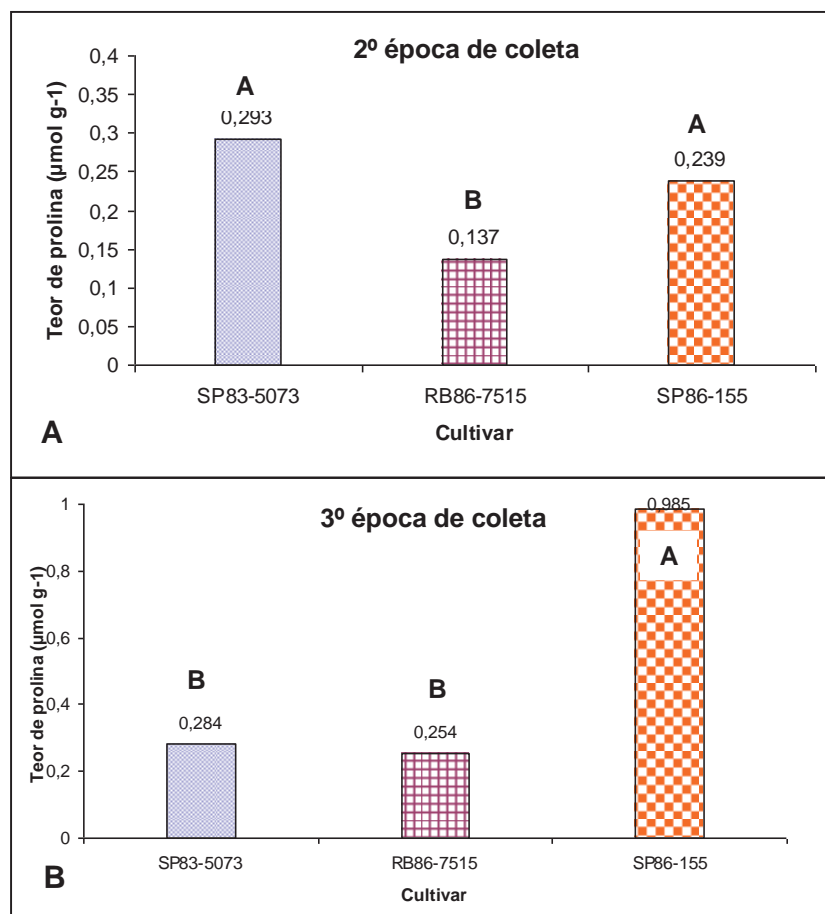 2º época de coleta
Teor de prolina (µmol g-1)
0,4
0,35
0,3
0,25
0,2
0,15
0,1
0,05
0
A
0,293
B
0,137
A
0,239
SP83-5073 RB86-7515 SP86-155
Cultivar
A
3º época de coleta
Teor de prolina (µmol g-1)
1
0,8
0,6
0,4
0,2
0
B
0,284
B
0,254
0,985
A
SP83-5073 RB86-7515 SP86-155
Cultivar
B